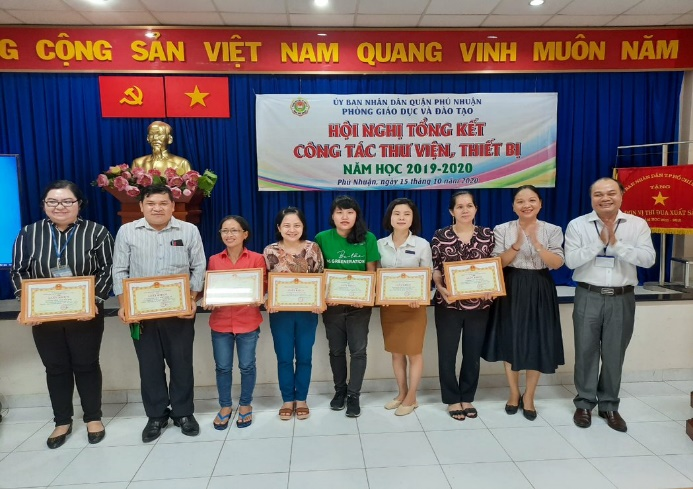 CỘNG SẢN VIỆT NAM QUANG VINH MUÔN NĂM
ỦY BAN NHÂN DÂN QUẬN PHÚ NHUẬN
PHÒNG GIÁO DỤC VÀ ĐÀO TẠO
HỘI NGHỊ TỔNG KẾT
CÔNG TÁC THƯ VIỆN, THIẾT BỊ
NĂM HỌC 2019-2020
Phú Nhuận, ngày 15 tháng 10 năm 2020
TẶNG
GREENERATION